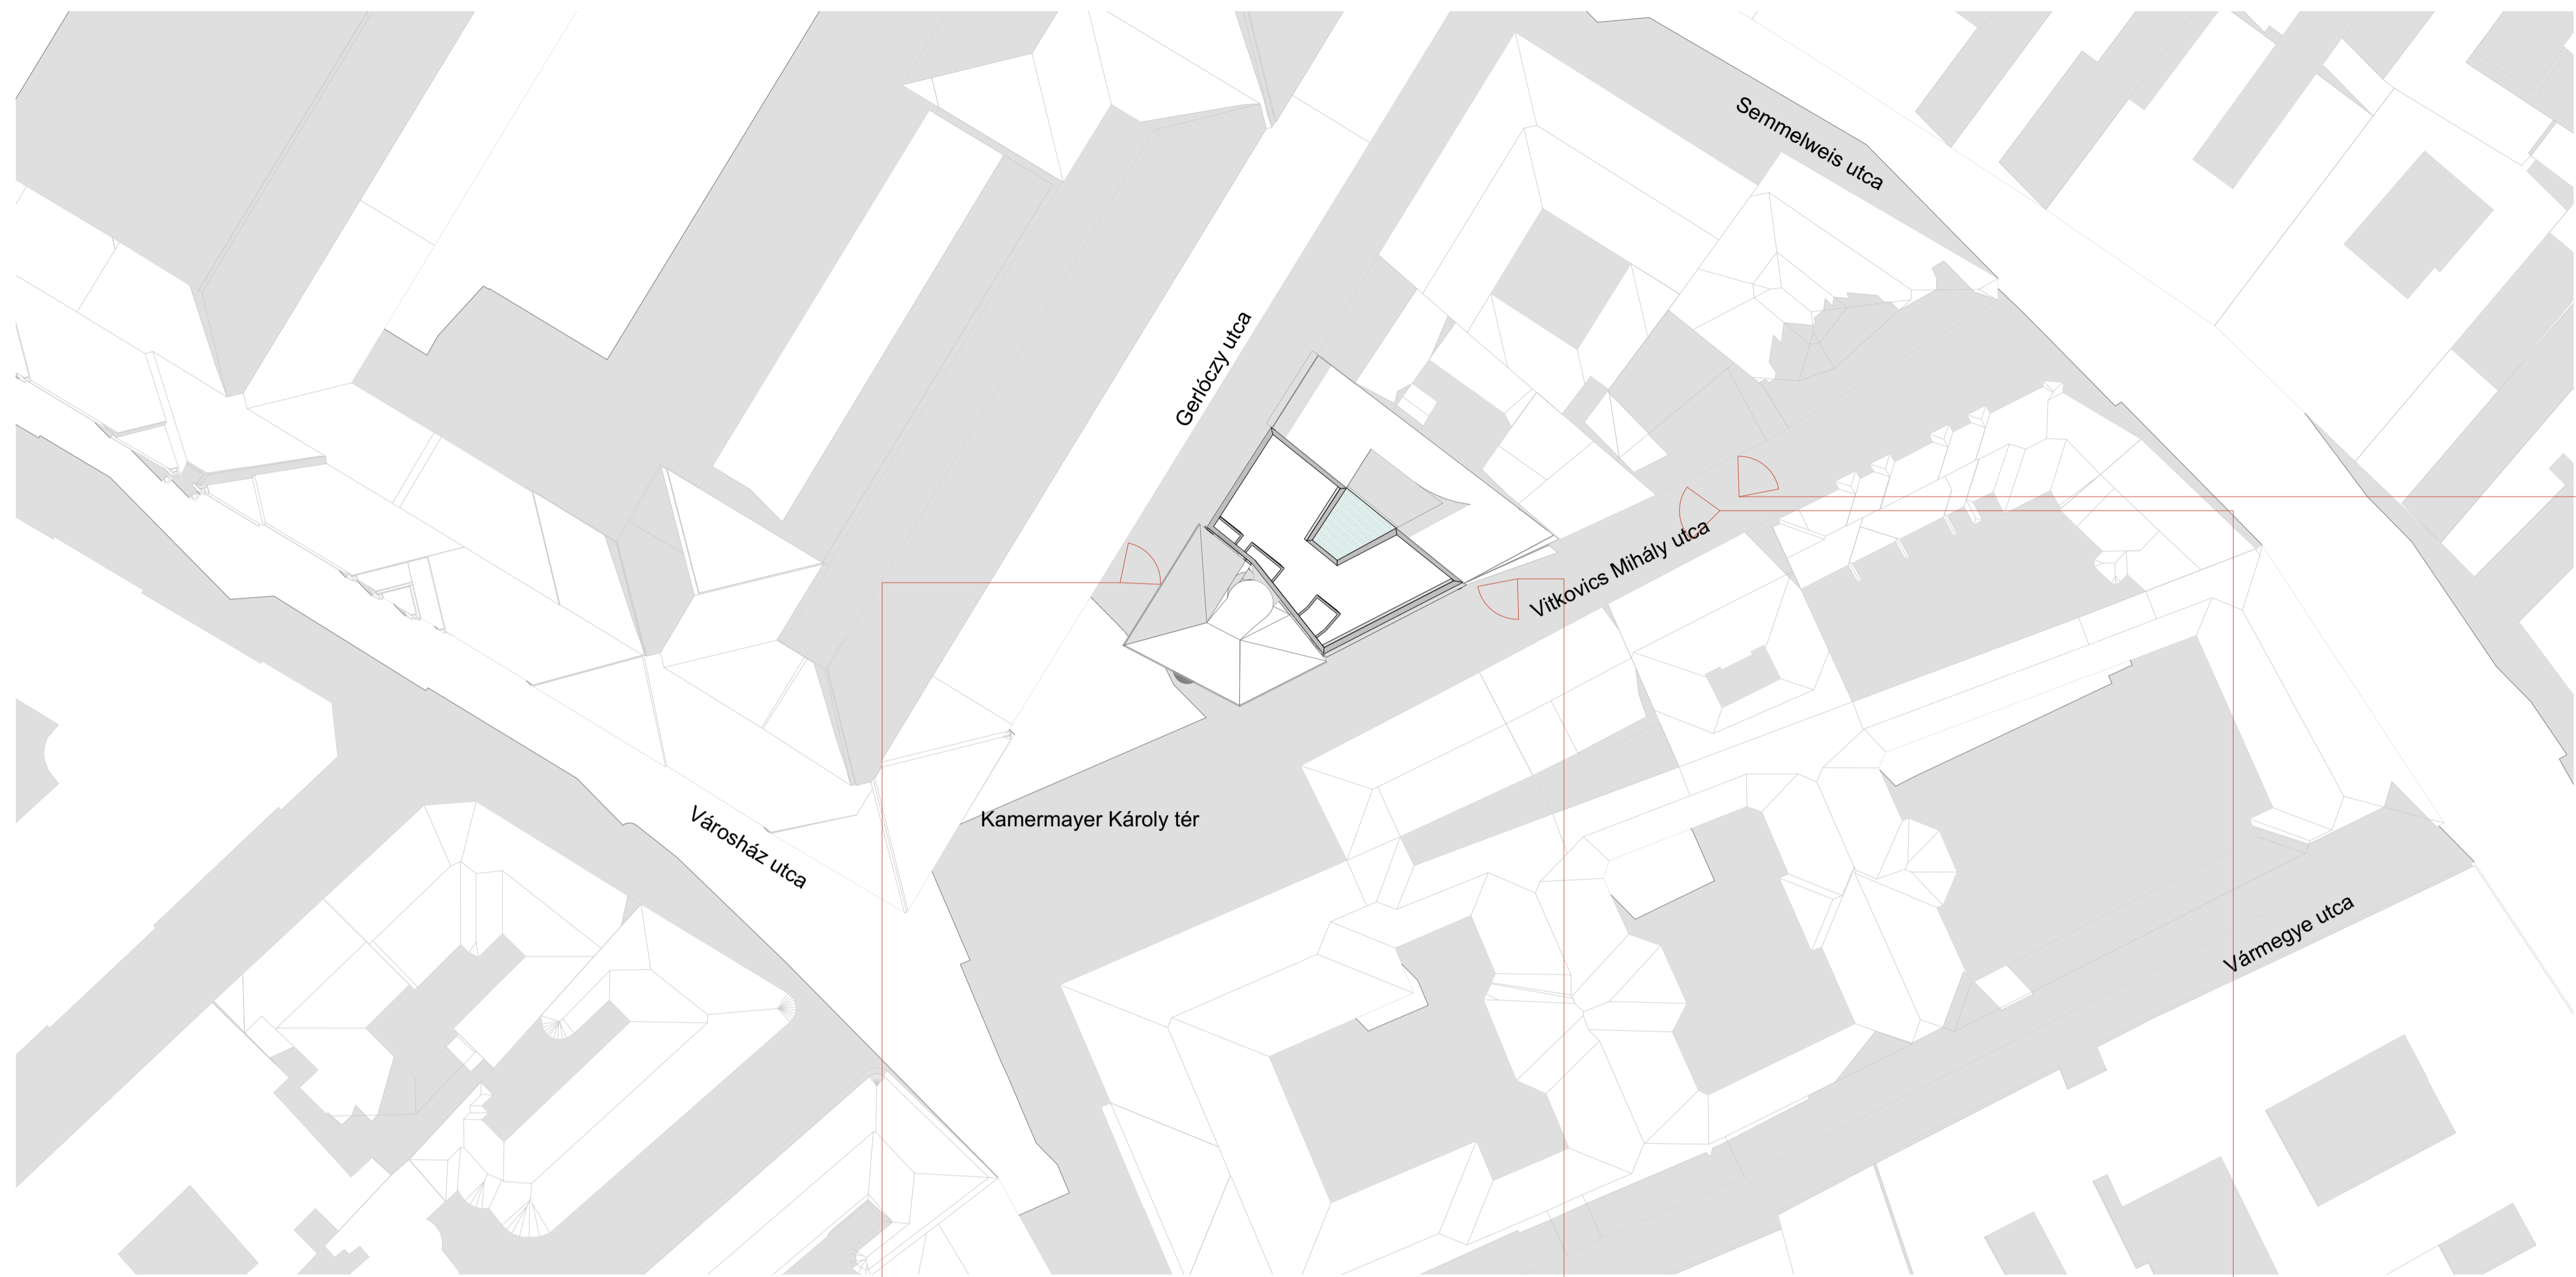 Semmelweis utca
Gerlóczy utca
Vitkovics Mihály utca
Kamermayer Károly tér
Városház utca
Vármegye utca